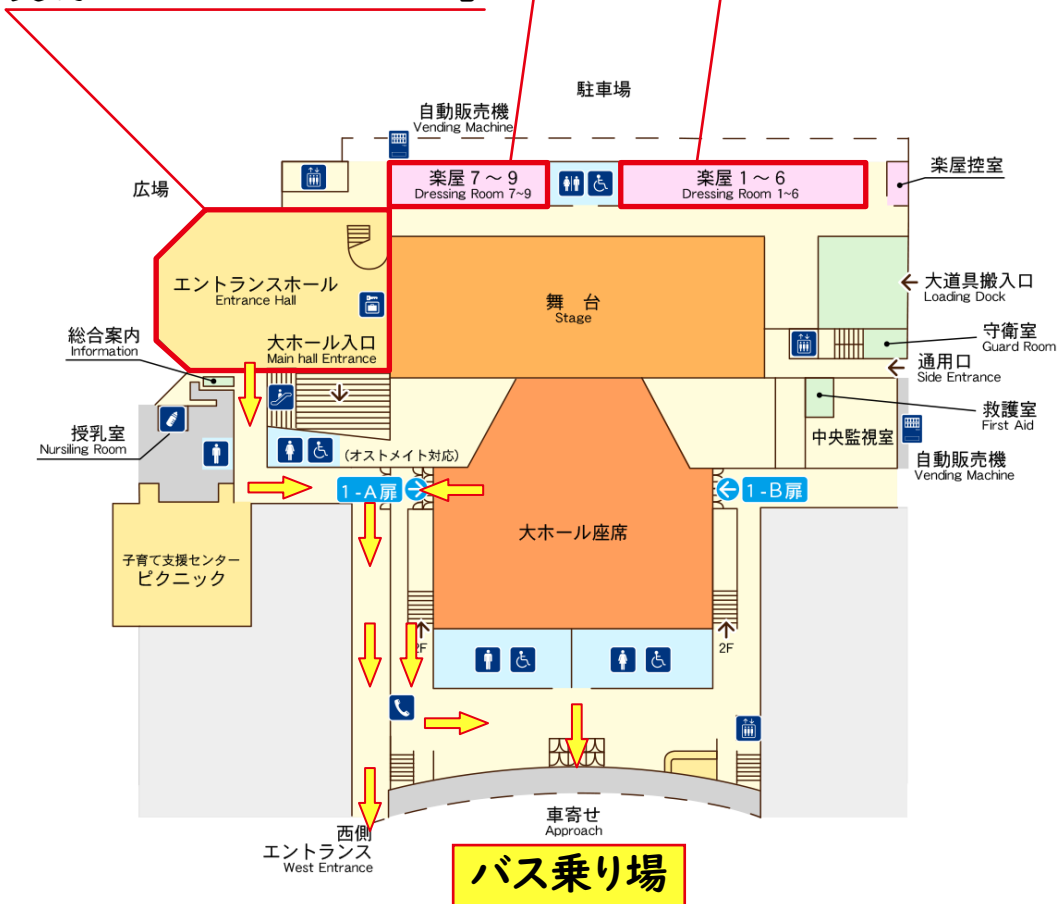 駐車場
自動販売機
Vending Machine
楽屋 7～9
Dressing Room 7~9
楽屋 1～6
Dressing Room 1~6
楽屋控室
広場
エントランスホール
Entrance Hall
舞 台
Stage
大道具搬入口
Loading Dock
総合案内
Information
大ホール入口
Main hall Entrance
守衛室
Guard Room
通用口
Side Entrance
救護室
First Aid
授乳室
Nursiling Room
(オストメイト対応)
中央監視室
自動販売機
Vending Machine
1-A扉
1-B扉
大ホール座席
子育て支援センター
ピクニック
2F
2F
車寄せ
Approach
西側
エントランス
West Entrance
バス乗り場